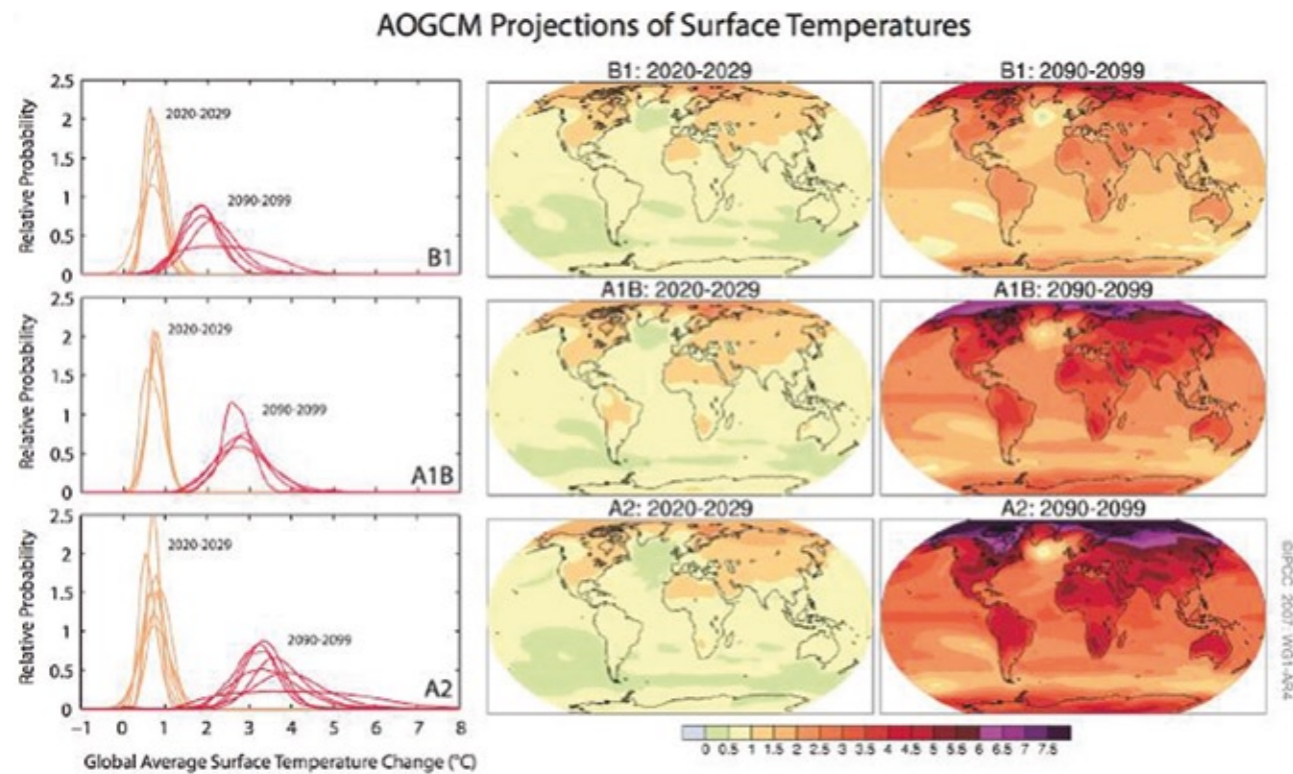 AOGCM Projections of Surface Temperatures
2.5
2
1.5
1
0.5
0
Relative Probability
2020-2029
2090-2099
B1
B1: 2020-2029
B1: 2090-2099
2.5
2
1.5
1
0.5
0
Relative Probability
2020-2029
2090-2099
A1B
A1B: 2020-2029
A1B: 2090-2099
2.5
2
1.5
1
0.5
0
Relative Probability
2020-2029
2090-2099
A2
A2: 2020-2029
A2: 2090-2099
−1 0 1 2 3 4 5 6 7 8
Global Average Surface Temperature Change (°C)
0 0.5 1 1.5 2 2.5 3 3.5 4 4.5 5 5.5 6 6.5 7 7.5
©IPCC 2007: WG1-AR4